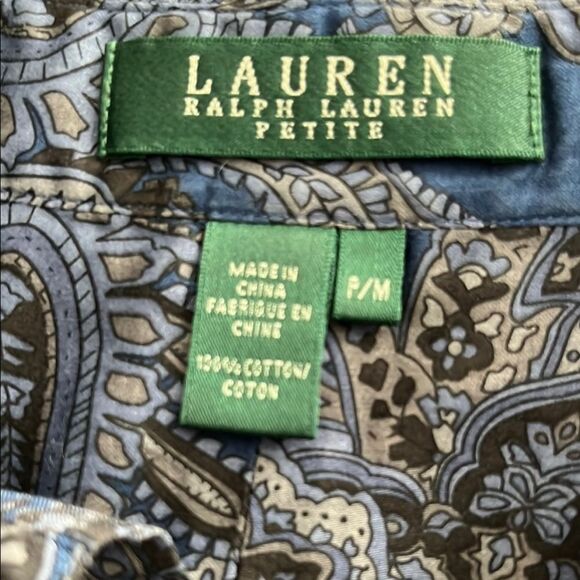 LAUREN
RALPH LAUREN
PETITE
MADE IN
CHINA
FABRIQUE EN
CHINE
100% COTTON/
COTON
P/M